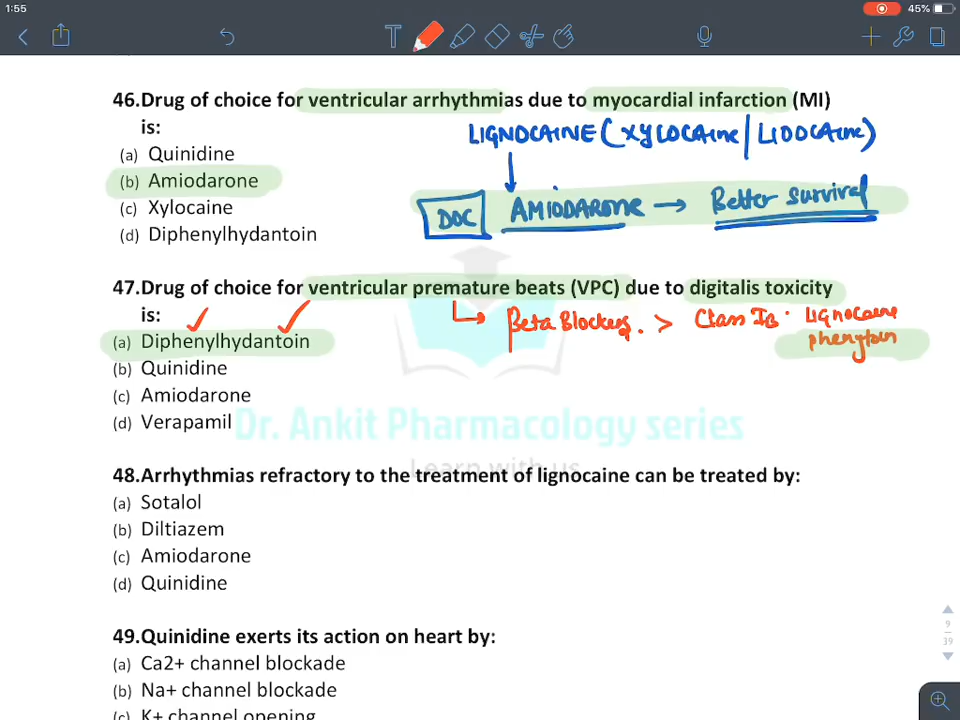 1:55
45%
T
46.Drug of choice for ventricular arrhythmias due to myocardial infarction (MI)
is:
LIGNOCAINE (XYLOCAINE / LIDOCAINE)
(a) Quinidine
(b) Amiodarone
DOC AMIODARONE → Better survival
(c) Xylocaine
(d) Diphenylhydantoin
47.Drug of choice for ventricular premature beats (VPC) due to digitalis toxicity
is:
Beta Blockers. > Class IB. lignocaine
phenytoin
(a) Diphenylhydantoin
(b) Quinidine
(c) Amiodarone
(d) Verapamil
Dr. Ankit Pharmacology series
Learn with us
48.Arrhythmias refractory to the treatment of lignocaine can be treated by:
(a) Sotalol
(b) Diltiazem
(c) Amiodarone
(d) Quinidine
49.Quinidine exerts its action on heart by:
(a) Ca2+ channel blockade
(b) Na+ channel blockade
(c) K+ channel opening
9
39